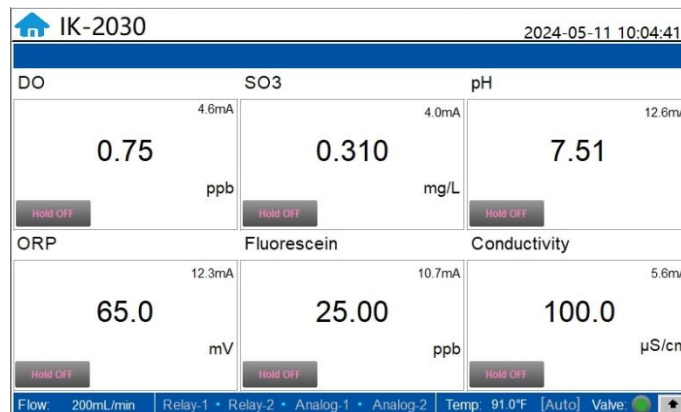 IK-2030
2024-05-11 10:04:41
DO SO3 pH
4.6mA 4.0mA 12.6m
0.75 0.310 7.51
ppb mg/L
Hold OFF Hold OFF Hold OFF
ORP Fluorescein Conductivity
12.3mA 10.7mA 5.6m
65.0 25.00 100.0
mV ppb µS/cm
Hold OFF Hold OFF Hold OFF
Flow: 200mL/min Relay-1 • Relay-2 • Analog-1 • Analog-2 Temp: 91.0°F [Auto] Valve: